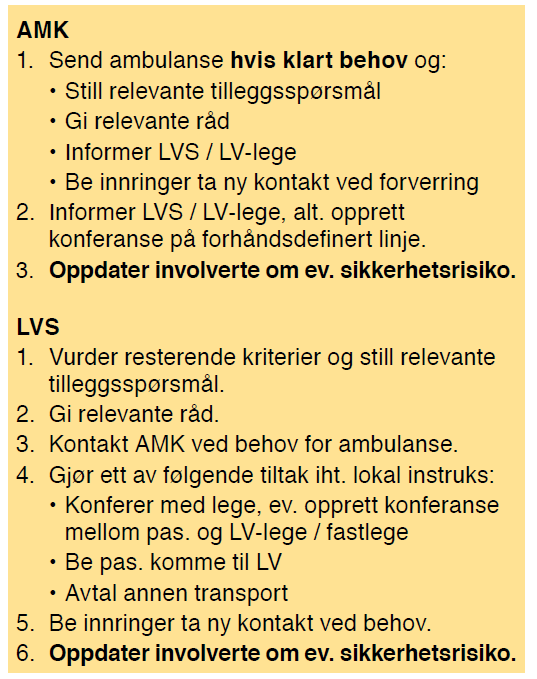 AMK
1. Send ambulanse hvis klart behov og:
• Still relevante tilleggsspørsmål
• Gi relevante råd
• Informer LVS / LV-lege
• Be innringer ta ny kontakt ved forverring
2. Informer LVS / LV-lege, alt. opprett
konferanse på forhåndsdefinert linje.
3. Oppdater involverte om ev. sikkerhetsrisiko.
LVS
1. Vurder resterende kriterier og still relevante
tilleggsspørsmål.
2. Gi relevante råd.
3. Kontakt AMK ved behov for ambulanse.
4. Gjør ett av følgende tiltak iht. lokal instruks:
• Konferer med lege, ev. opprett konferanse
mellom pas. og LV-lege / fastlege
• Be pas. komme til LV
• Avtal annen transport
5. Be innringer ta ny kontakt ved behov.
6. Oppdater involverte om ev. sikkerhetsrisiko.